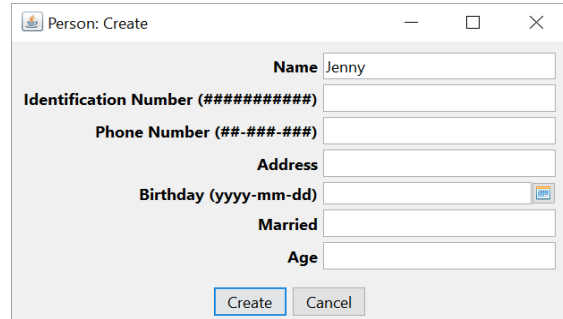 Person: Create
Name Jenny
Identification Number (###########)
Phone Number (##-###-###)
Address
Birthday (yyyy-mm-dd)
Married
Age
Create Cancel